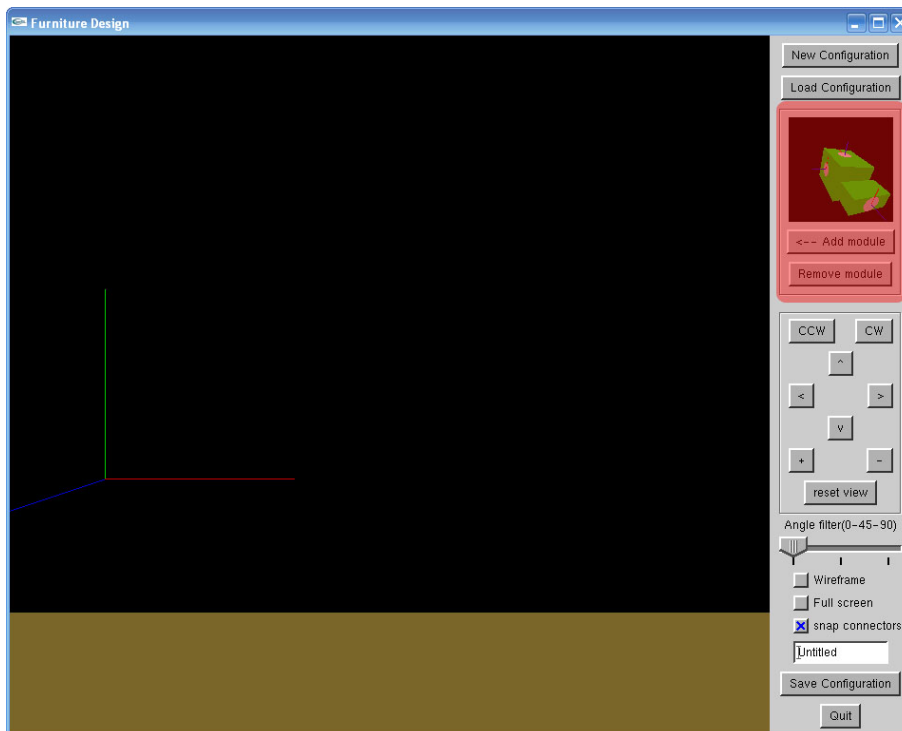 Furniture Design
New Configuration
Load Configuration
<-- Add module
Remove module
CCW CW
^
< >
v
+ -
reset view
Angle filter(0-45-90)
Wireframe
Full screen
snap connectors
Untitled
Save Configuration
Quit